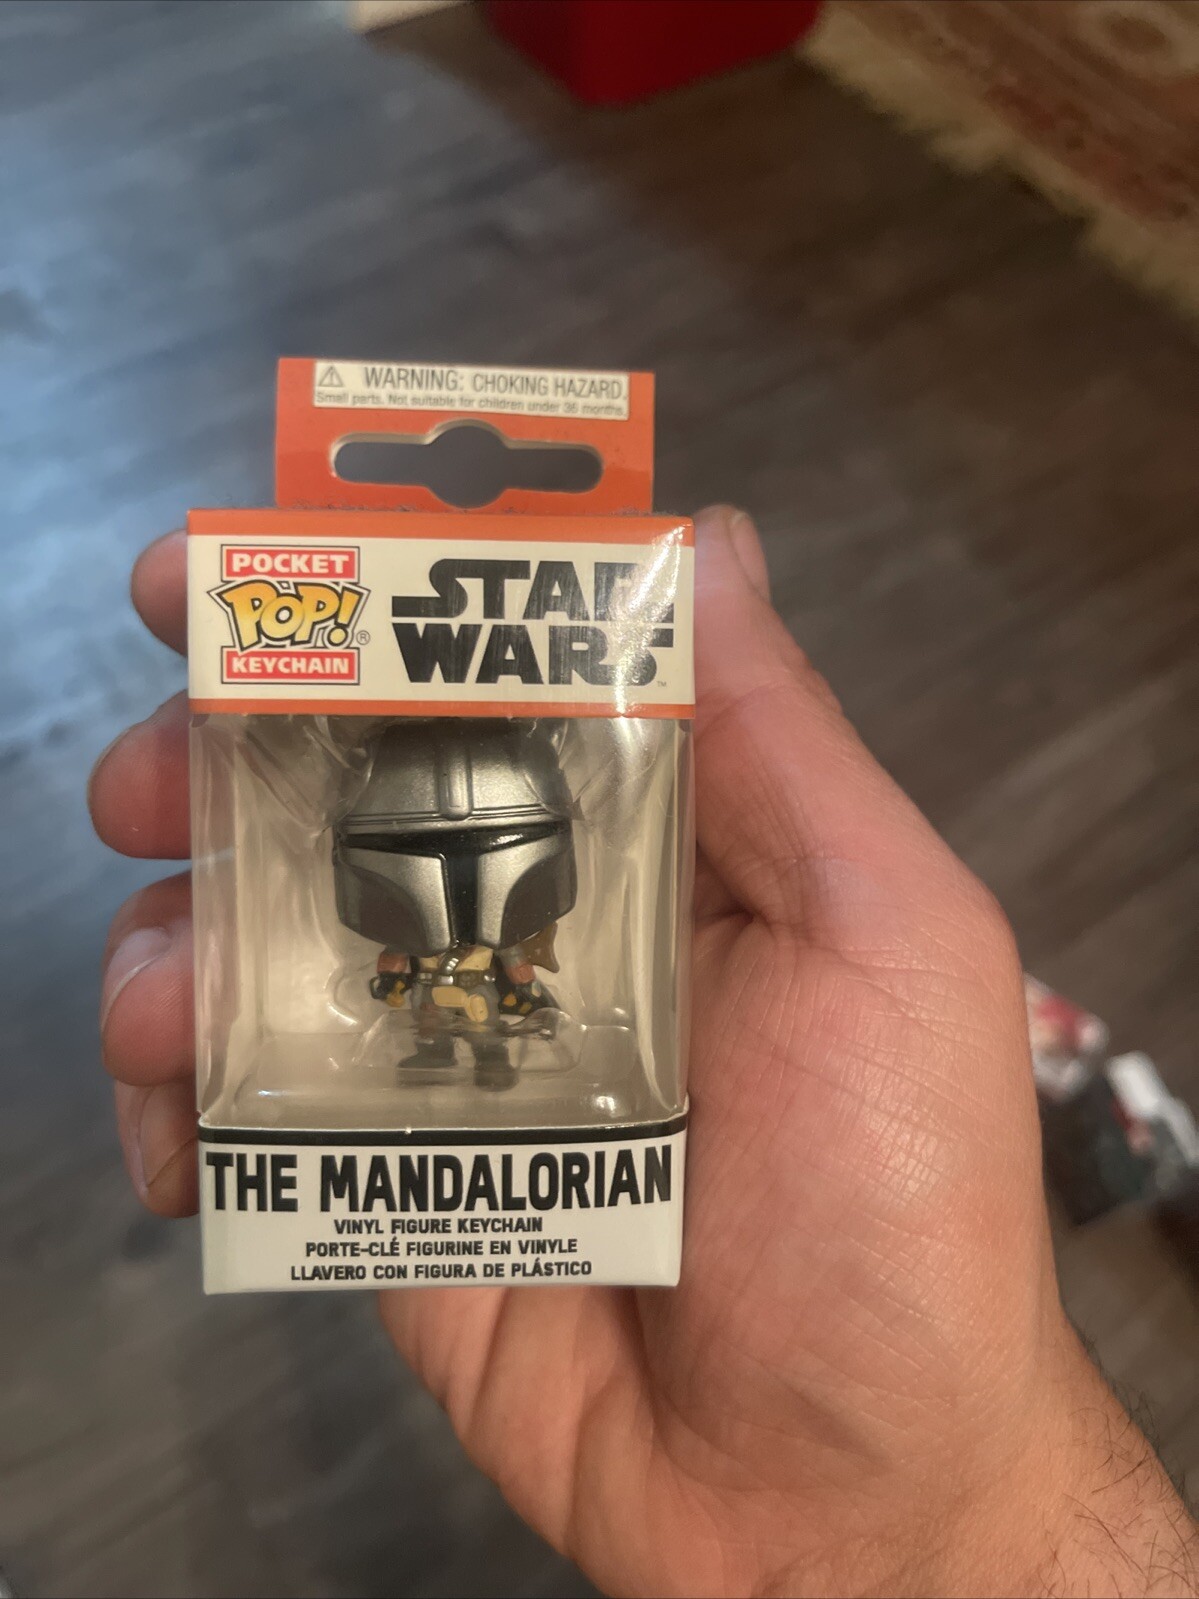 ⚠ WARNING: CHOKING HAZARD.
Small parts. Not suitable for children under 36 months.
POCKET
POP! ®
KEYCHAIN
STAR
WARS
™
THE MANDALORIAN
VINYL FIGURE KEYCHAIN
PORTE-CLÉ FIGURINE EN VINYLE
LLAVERO CON FIGURA DE PLÁSTICO